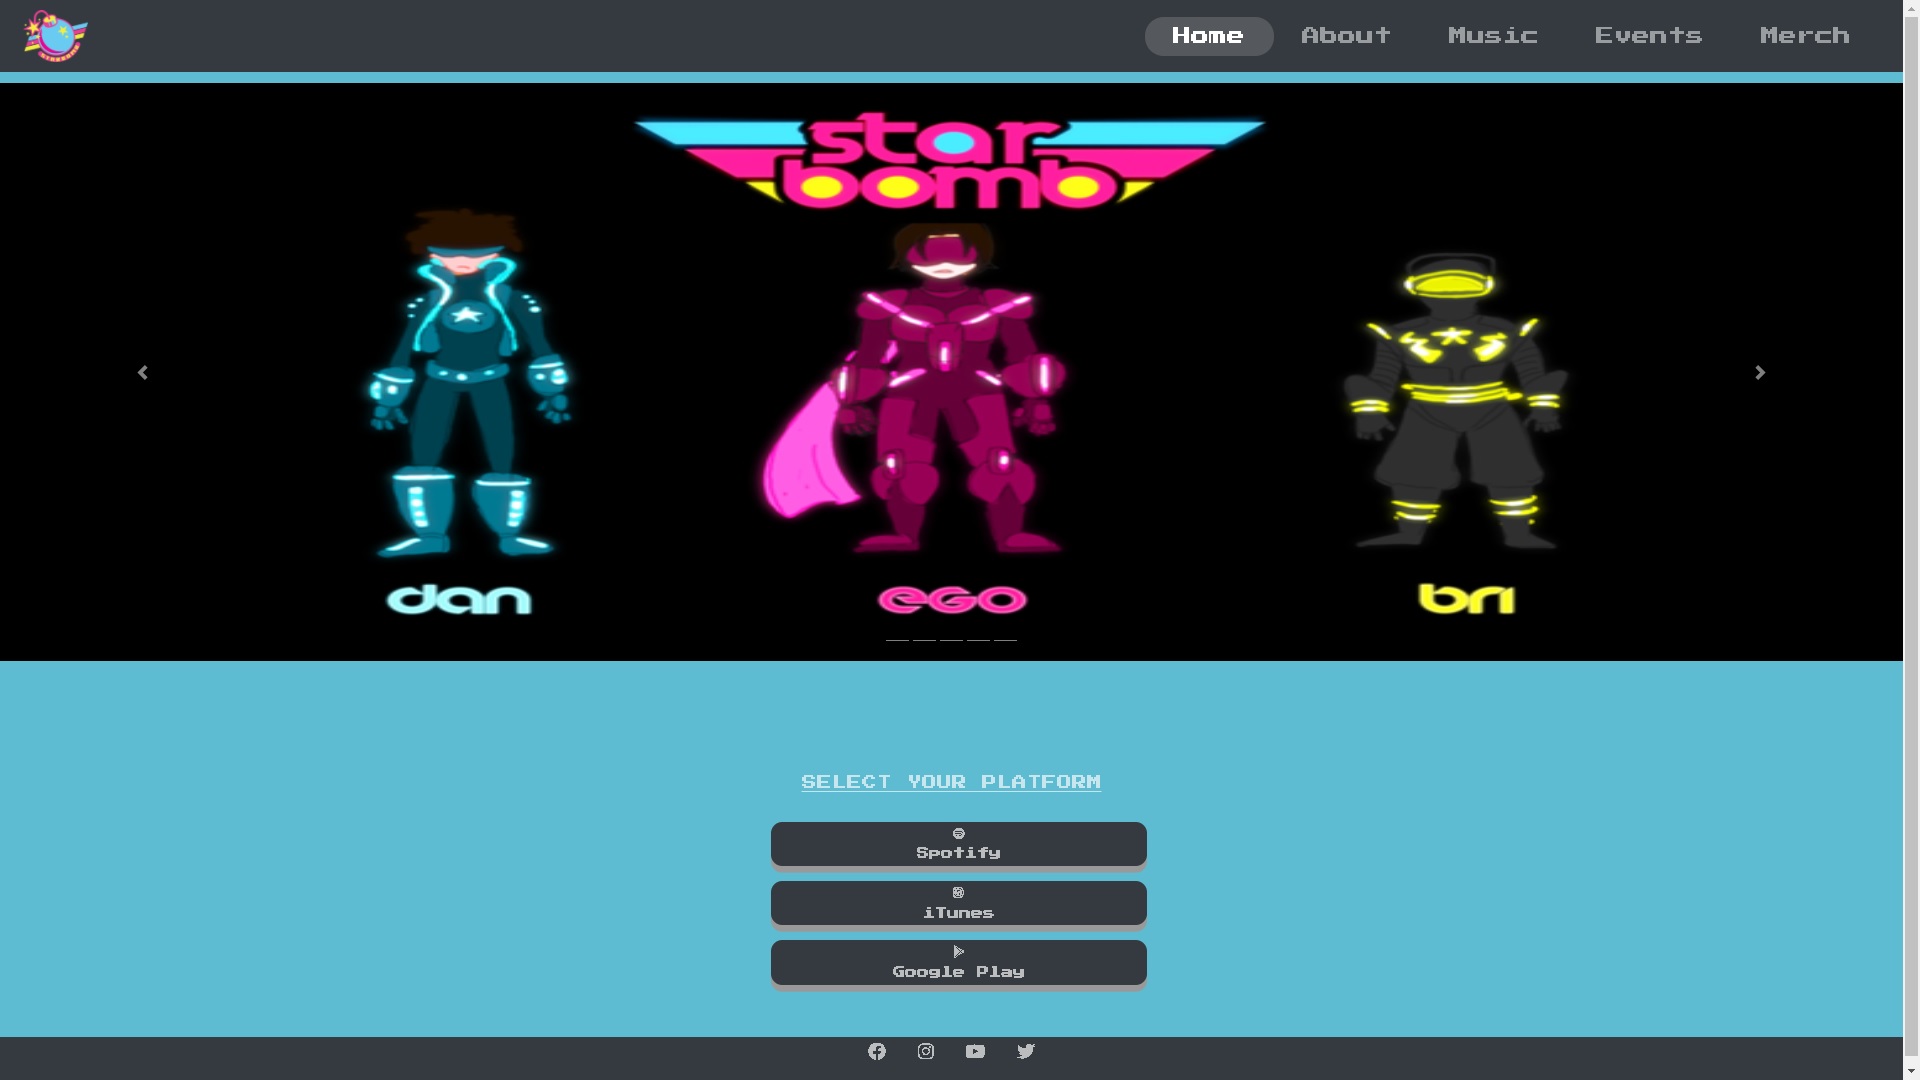 Home About Music Events Merch
star
bomb
dan eGO bri
SELECT YOUR PLATFORM
Spotify
iTunes
Google Play